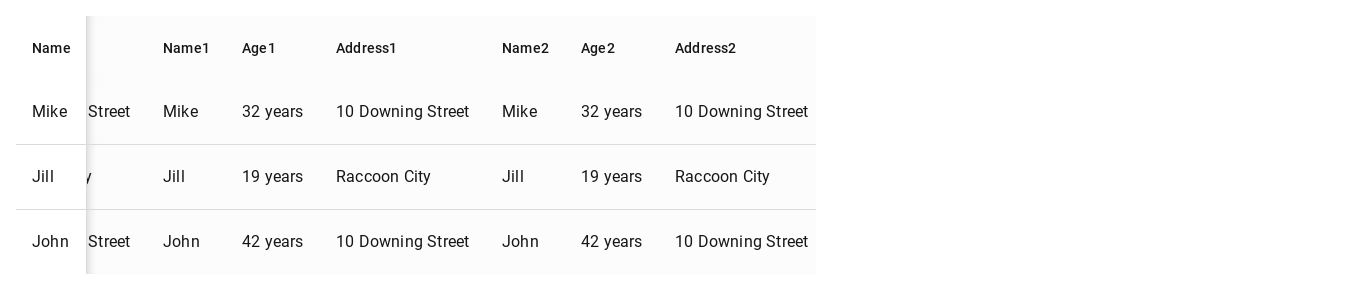 Name Name1 Age1 Address1 Name2 Age2 Address2
Mike Street Mike 32 years 10 Downing Street Mike 32 years 10 Downing Street
Jill y Jill 19 years Raccoon City Jill 19 years Raccoon City
John Street John 42 years 10 Downing Street John 42 years 10 Downing Street